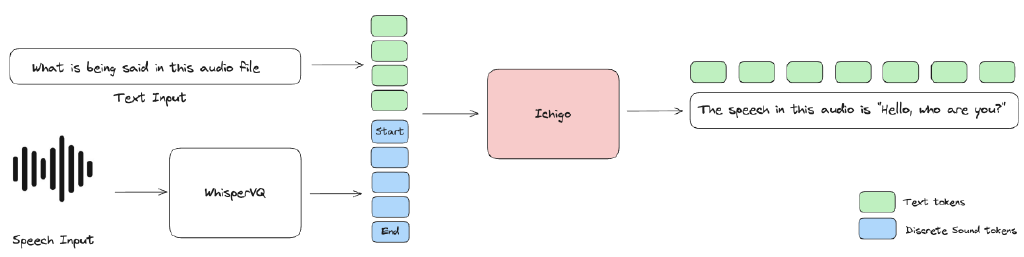 What is being said in this audio file
Text Input
Start
WhisperVQ
End
Speech Input
Ichigo
The speech in this audio is "Hello, who are you?"
Text tokens
Discrete Sound tokens